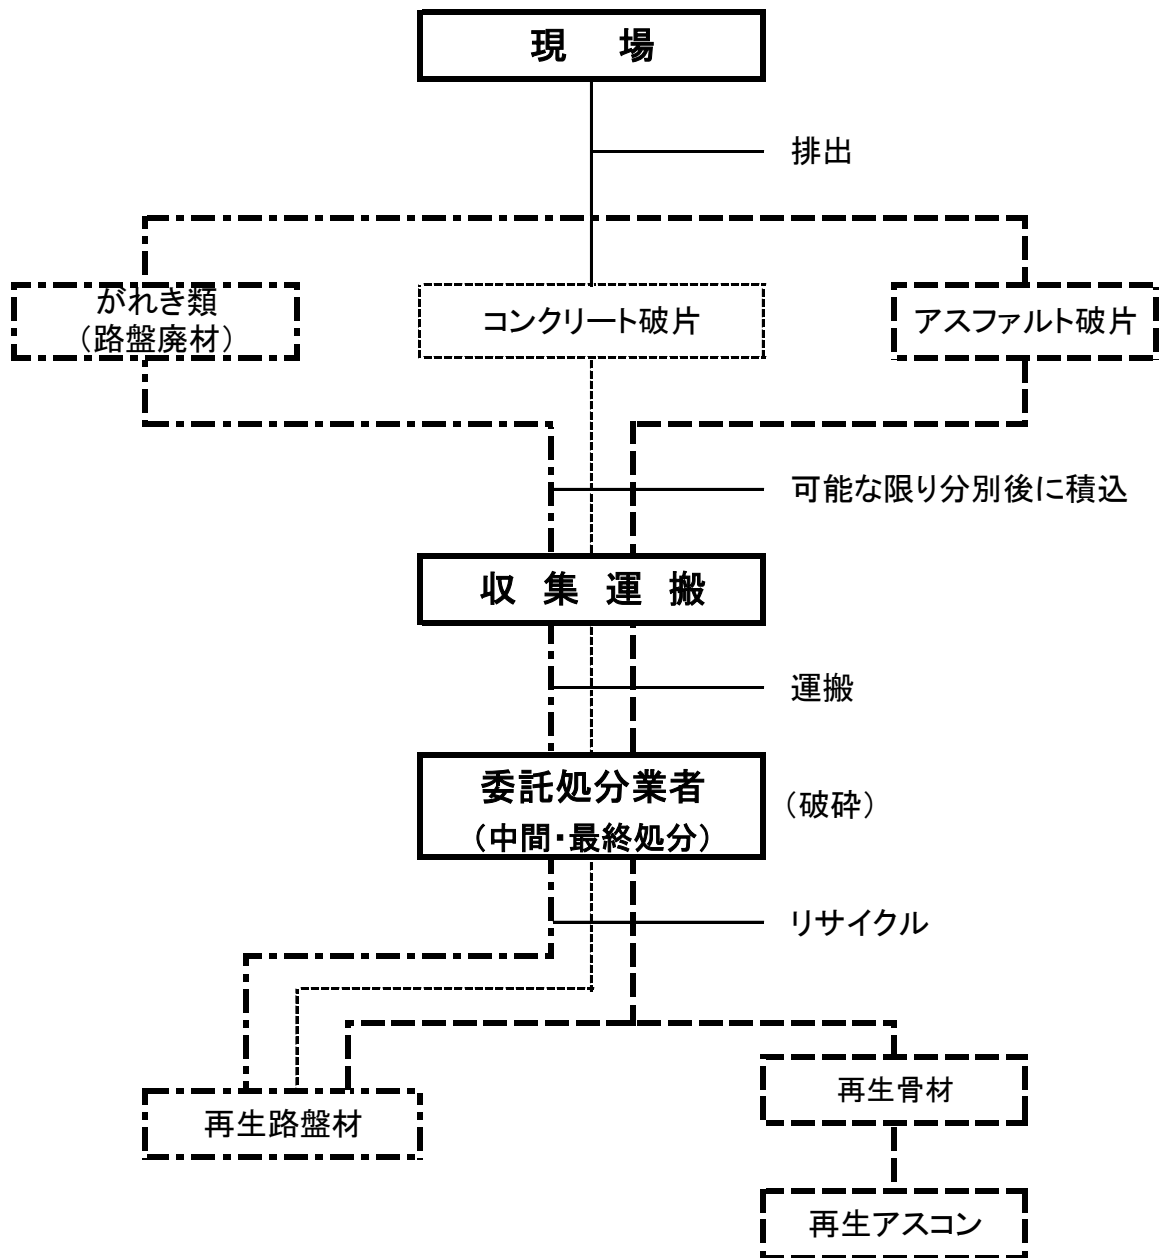 現 場
排出
がれき類
（路盤廃材）
コンクリート破片
アスファルト破片
可能な限り分別後に積込
収 集 運 搬
運搬
委託処分業者
（中間・最終処分）
（破砕）
リサイクル
再生骨材
再生路盤材
再生アスコン